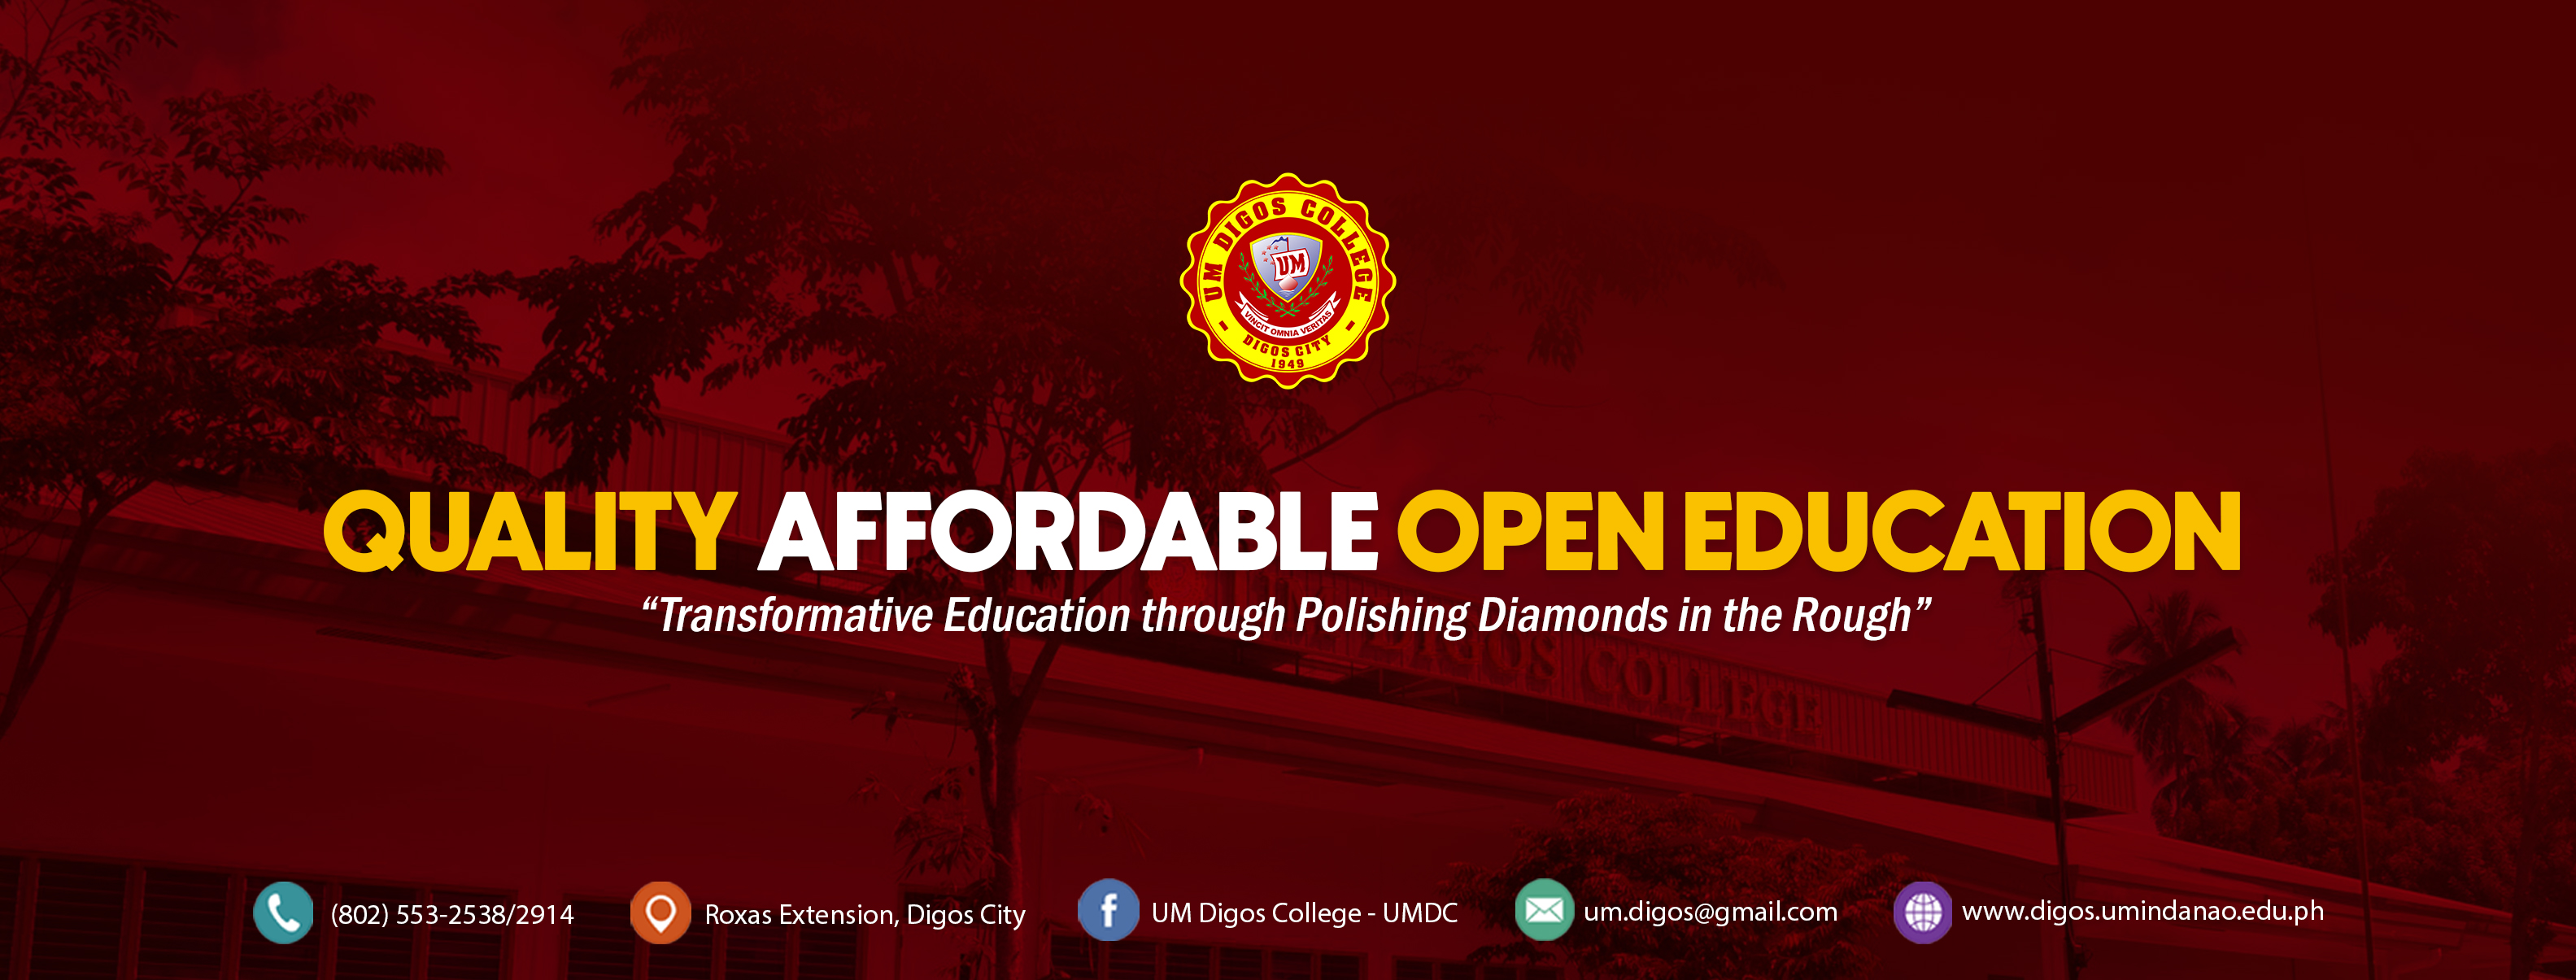 UM DIGOS COLLEGE
UM
VINCIT OMNIA VERITAS
DIGOS CITY
1949
QUALITY AFFORDABLE OPEN EDUCATION
“Transformative Education through Polishing Diamonds in the Rough”
DIGOS COLLEGE
(802) 553-2538/2914
Roxas Extension, Digos City
UM Digos College - UMDC
um.digos@gmail.com
www.digos.umindanao.edu.ph